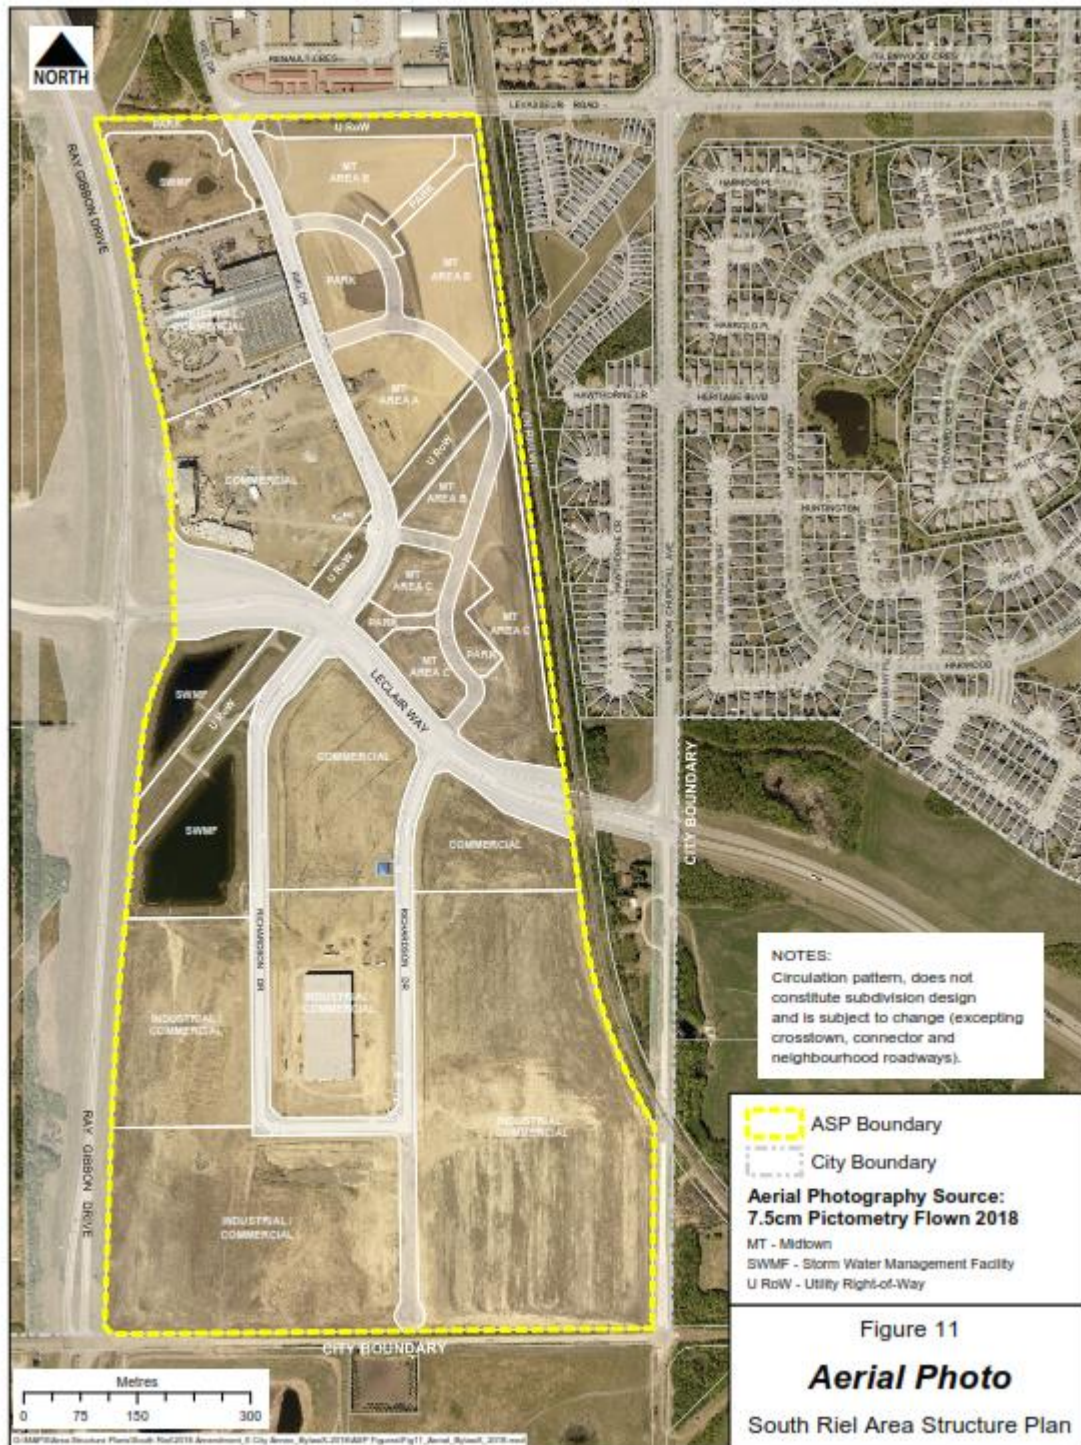 NORTH
RENAULT CRES
RIEL DR
LEVASSEUR ROAD
PARK
U RoW
SWMF
MT
AREA B
PARK
MT
AREA B
RAY GIBBON DRIVE
RIEL DR
PARK
INDUSTRIAL /
COMMERCIAL
MT
AREA A
U RoW
COMMERCIAL
MT
AREA B
U RoW
MT
AREA C
PARK
MT
AREA C
MT
AREA C
PARK
HARROLD PL
HAWTHORNE CR
HERITAGE BLVD
HUNTINGTON
HAWTHORNE CR
SIR WINSTON CHURCHILL AVE
SWMF
U RoW
LECLAIR WAY
COMMERCIAL
SWMF
COMMERCIAL
CITY BOUNDARY
RICHARDSON DR
RICHARDSON DR
INDUSTRIAL /
COMMERCIAL
INDUSTRIAL /
COMMERCIAL
INDUSTRIAL /
COMMERCIAL
INDUSTRIAL /
COMMERCIAL
RAY GIBBON DRIVE
CITY BOUNDARY
NOTES:
Circulation pattern, does not
constitute subdivision design
and is subject to change (excepting
crosstown, connector and
neighbourhood roadways).
ASP Boundary
City Boundary
Aerial Photography Source:
7.5cm Pictometry Flown 2018
MT - Midtown
SWMF - Storm Water Management Facility
U RoW - Utility Right-of-Way
Figure 11
Aerial Photo
South Riel Area Structure Plan
Metres
0 75 150 300